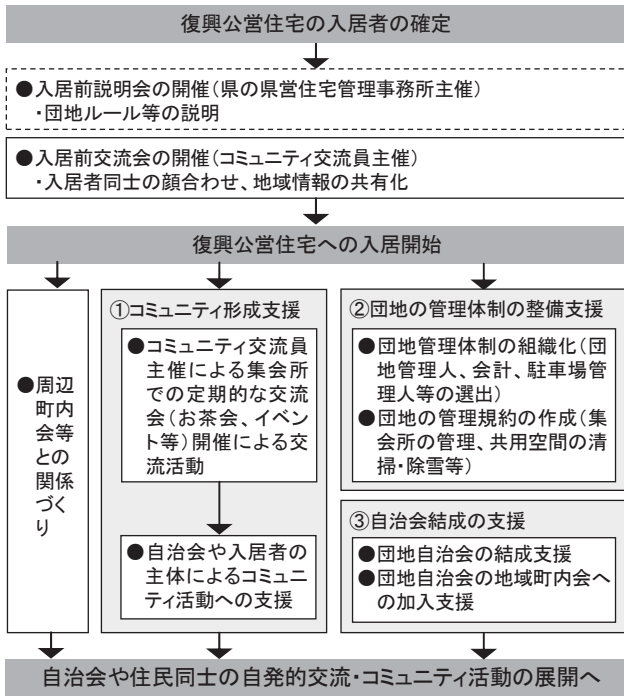 復興公営住宅の入居者の確定
●入居前説明会の開催(県の県営住宅管理事務所主催)
・団地ルール等の説明
●入居前交流会の開催(コミュニティ交流員主催)
・入居者同士の顔合わせ、地域情報の共有化
復興公営住宅への入居開始
●周辺
町内
会等
との
関係
づく
り
①コミュニティ形成支援
●コミュニティ交流員
主催による集会所
での定期的な交流
会(お茶会、イベン
ト等)開催による交
流活動
●自治会や入居者の
主体によるコミュニ
ティ活動への支援
②団地の管理体制の整備支援
●団地管理体制の組織化(団
地管理人、会計、駐車場管
理人等の選出)
●団地の管理規約の作成(集
会所の管理、共用空間の清
掃・除雪等)
③自治会結成の支援
●団地自治会の結成支援
●団地自治会の地域町内会へ
の加入支援
自治会や住民同士の自発的交流・コミュニティ活動の展開へ